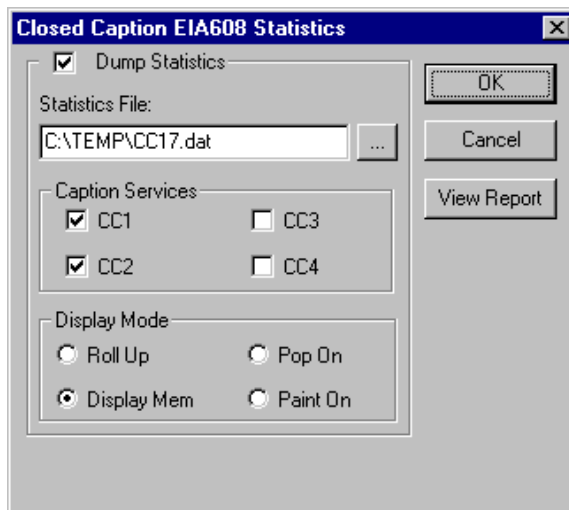 Closed Caption EIA608 Statistics
Dump Statistics
OK
Statistics File:
C:\TEMP\CC17.dat
...
Cancel
Caption Services
View Report
CC1
CC3
CC2
CC4
Display Mode
Roll Up
Pop On
Display Mem
Paint On